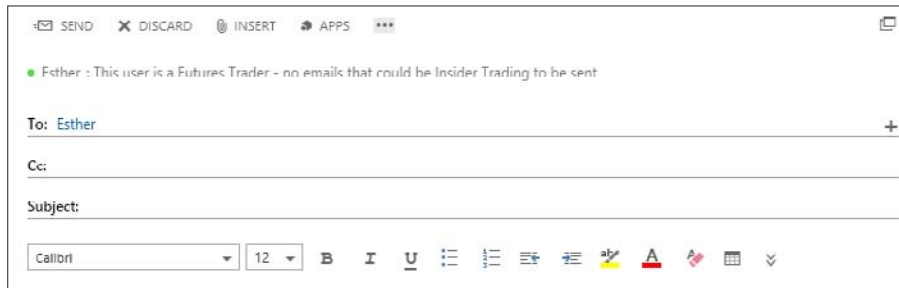 SEND DISCARD INSERT APPS •••
Esther : This user is a Futures Trader - no emails that could be Insider Trading to be sent
To: Esther
Cc:
Subject:
Calibri 12 B I U